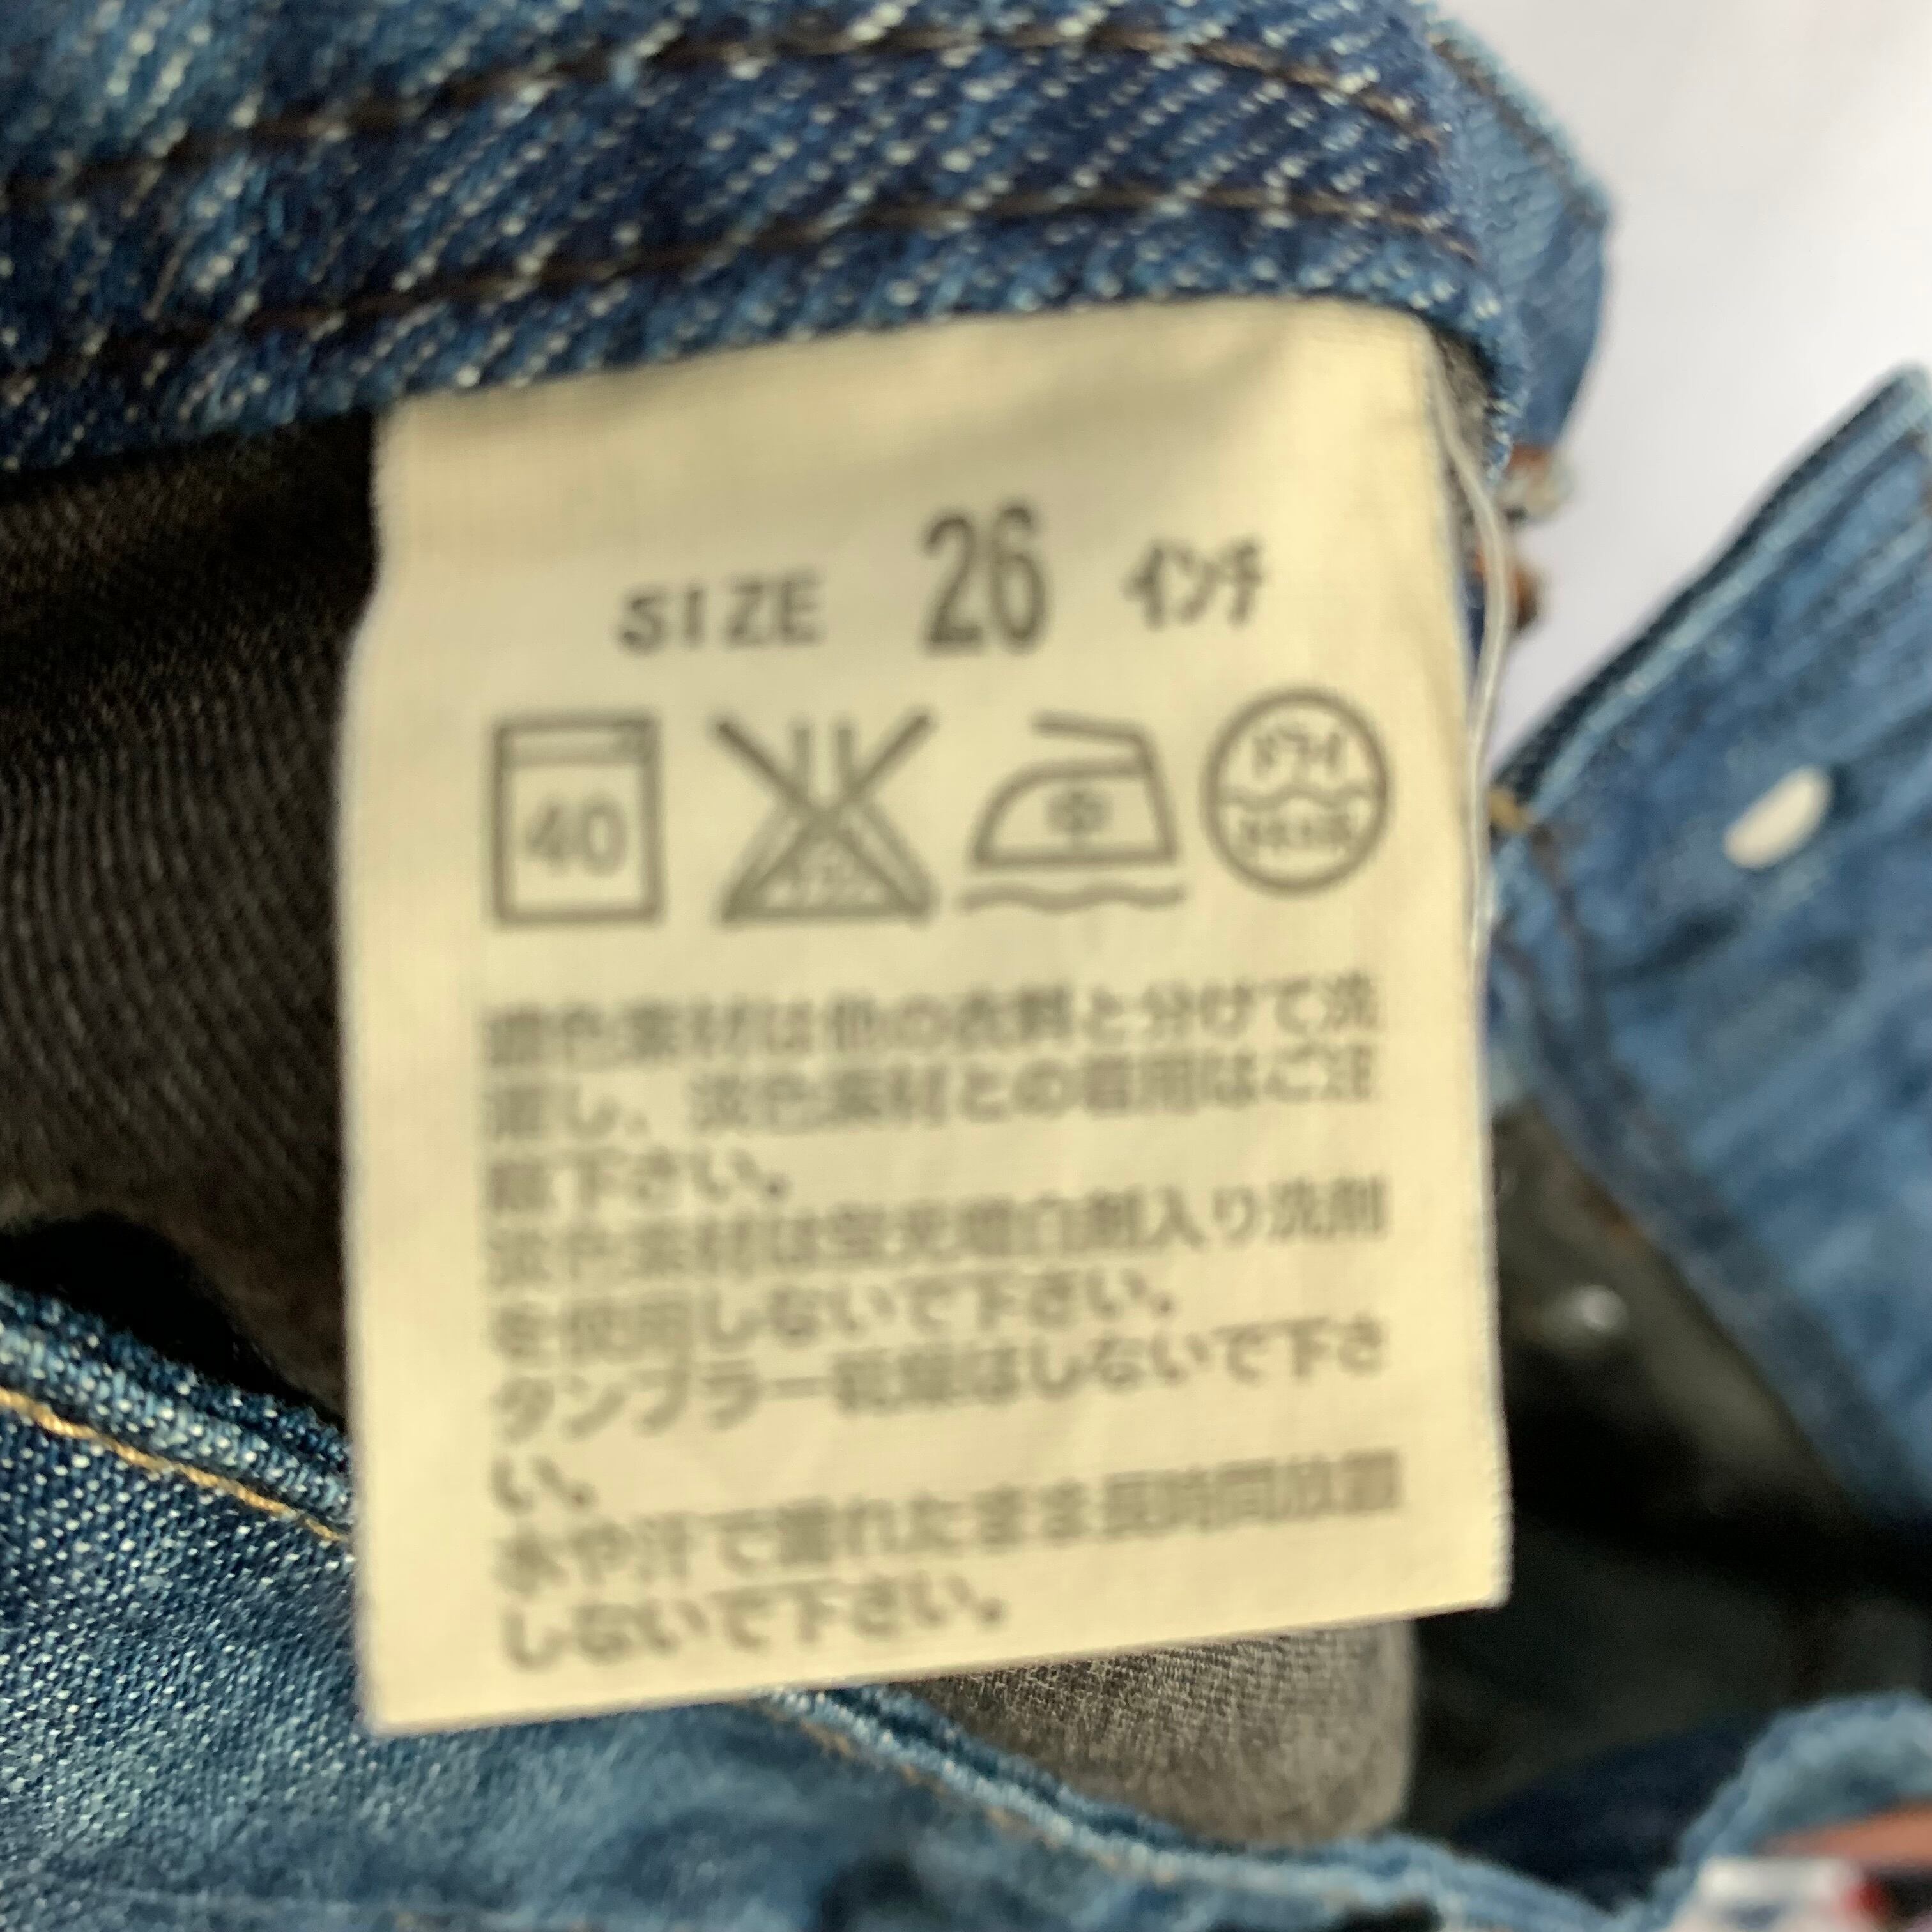 SIZE 26 インチ
40 中 ドライ
濃色素材は他の衣料と分けて洗
濯し、淡色素材との着用はご注
意下さい。
淡色素材は蛍光増白剤入り洗剤
を使用しないで下さい。
タンブラー乾燥はしないで下さ
い。
水や汗で濡れたまま長時間放置
しないで下さい。